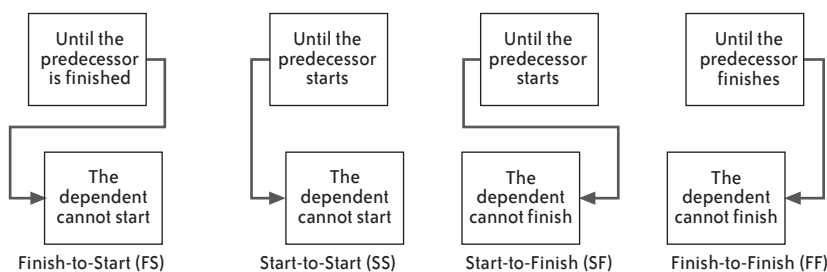 Until the
predecessor
is finished
Until the
predecessor
starts
Until the
predecessor
starts
Until the
predecessor
finishes
The
dependent
cannot start
The
dependent
cannot start
The
dependent
cannot finish
The
dependent
cannot finish
Finish-to-Start (FS)
Start-to-Start (SS)
Start-to-Finish (SF)
Finish-to-Finish (FF)